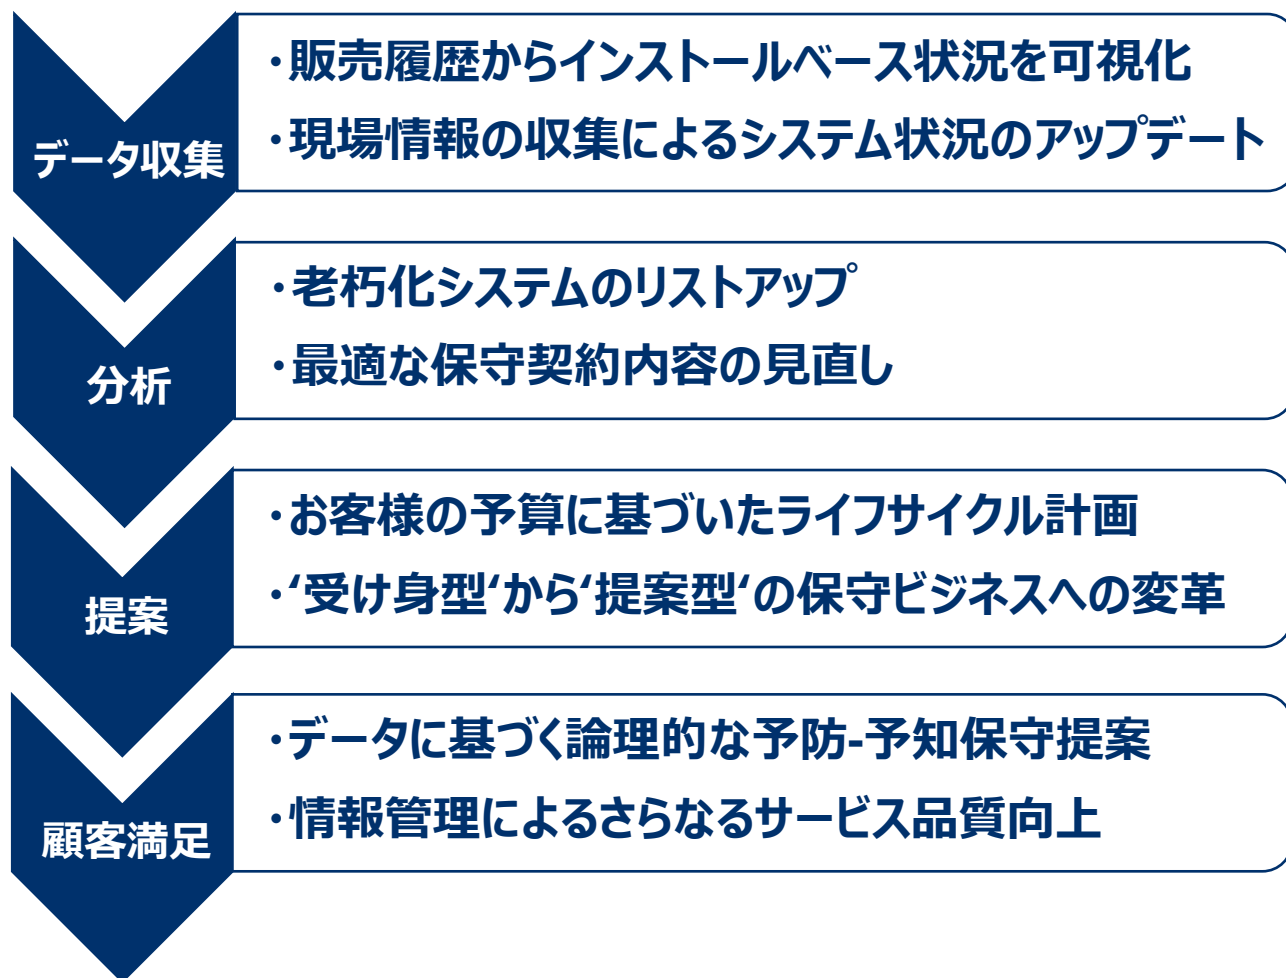 データ収集
・販売履歴からインストールベース状況を可視化
・現場情報の収集によるシステム状況のアップデート
分析
・老朽化システムのリストアップ
・最適な保守契約内容の見直し
提案
・お客様の予算に基づいたライフサイクル計画
・‘受け身型‘から‘提案型‘の保守ビジネスへの変革
顧客満足
・データに基づく論理的な予防-予知保守提案
・情報管理によるさらなるサービス品質向上